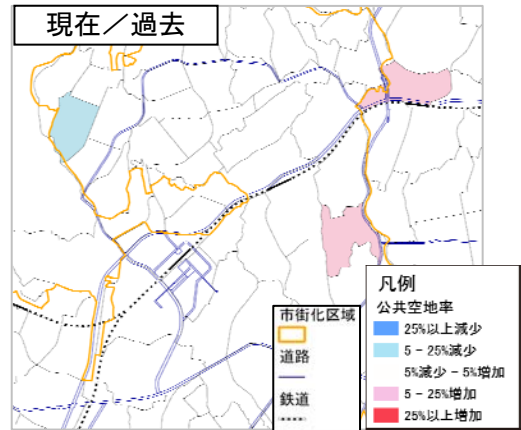 現在／過去
市街化区域
道路
鉄道
凡例
公共空地率
25%以上減少
5－25%減少
5%減少－5%増加
5－25%増加
25%以上増加